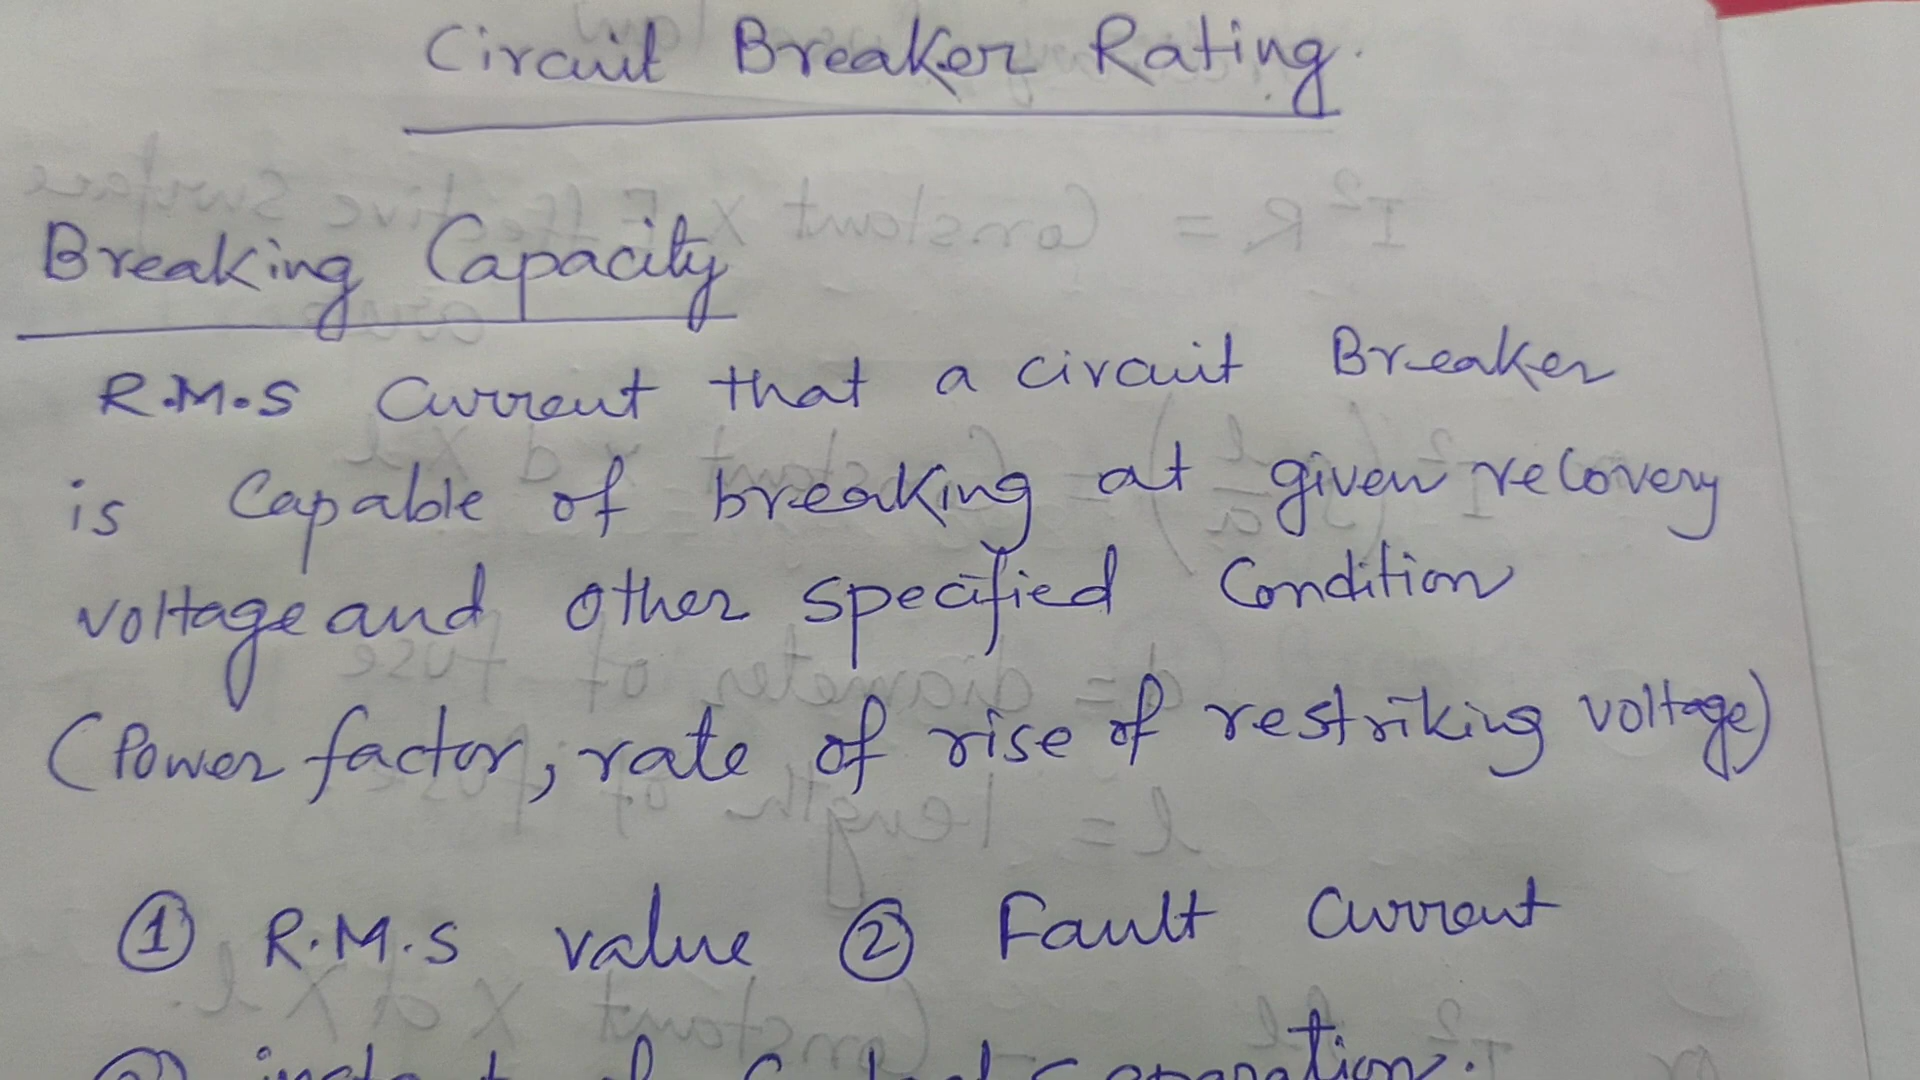 Circuit Breaker Rating.
Breaking Capacity
R.M.S Current that a circuit Breaker
is Capable of breaking at given recovery
voltage and other specified Condition
(Power factor, rate of rise of restriking voltage)
① R.M.S value ② Fault Current